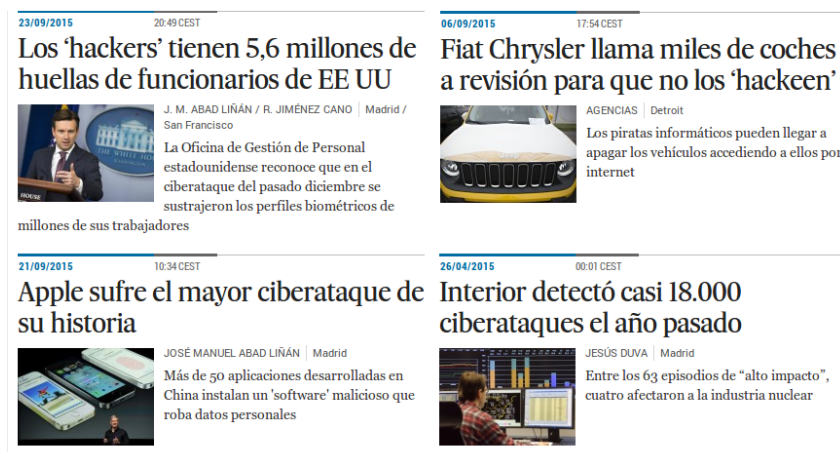 23/09/2015 20:49 CEST
Los ‘hackers’ tienen 5,6 millones de
huellas de funcionarios de EE UU
J. M. ABAD LIÑÁN / R. JIMÉNEZ CANO | Madrid /
San Francisco
La Oficina de Gestión de Personal
estadounidense reconoce que en el
ciberataque del pasado diciembre se
sustrajeron los perfiles biométricos de
millones de sus trabajadores
THE WHITE HOUSE
WASHINGTON
HOUSE
06/09/2015 17:54 CEST
Fiat Chrysler llama miles de coches
a revisión para que no los ‘hackeen’
AGENCIAS | Detroit
Los piratas informáticos pueden llegar a
apagar los vehículos accediendo a ellos por
internet
21/09/2015 10:34 CEST
Apple sufre el mayor ciberataque de
su historia
JOSÉ MANUEL ABAD LIÑÁN | Madrid
Más de 50 aplicaciones desarrolladas en
China instalan un 'software' malicioso que
roba datos personales
26/04/2015 00:01 CEST
Interior detectó casi 18.000
ciberataques el año pasado
JESÚS DUVA | Madrid
Entre los 63 episodios de “alto impacto”,
cuatro afectaron a la industria nuclear